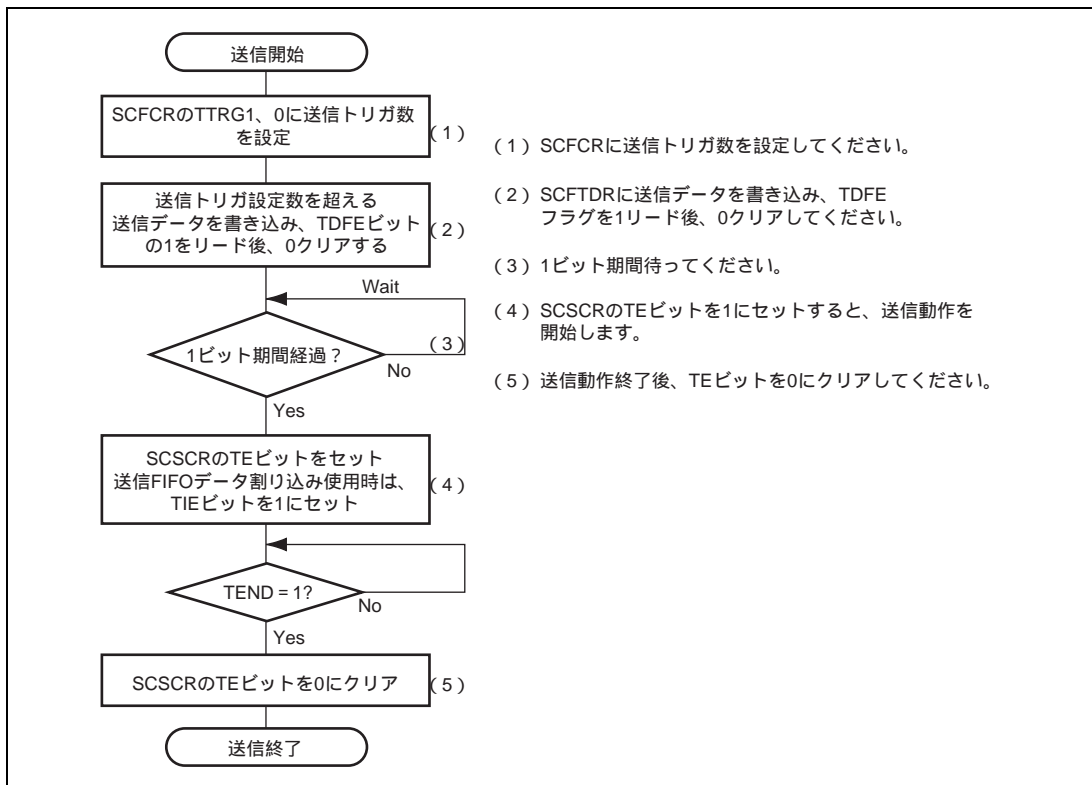 送信開始
SCFCRのTTRG1、0に送信トリガ数
を設定
（1）
送信トリガ設定数を超える
送信データを書き込み、TDFEビット
の1をリード後、0クリアする
（2）
Wait
1ビット期間経過？
（3）
No
Yes
SCSCRのTEビットをセット
送信FIFOデータ割り込み使用時は、
TIEビットを1にセット
（4）
TEND = 1?
No
Yes
SCSCRのTEビットを0にクリア
（5）
送信終了
（1）SCFCRに送信トリガ数を設定してください。
（2）SCFTDRに送信データを書き込み、TDFE
フラグを1リード後、0クリアしてください。
（3）1ビット期間待ってください。
（4）SCSCRのTEビットを1にセットすると、送信動作を
開始します。
（5）送信動作終了後、TEビットを0にクリアしてください。